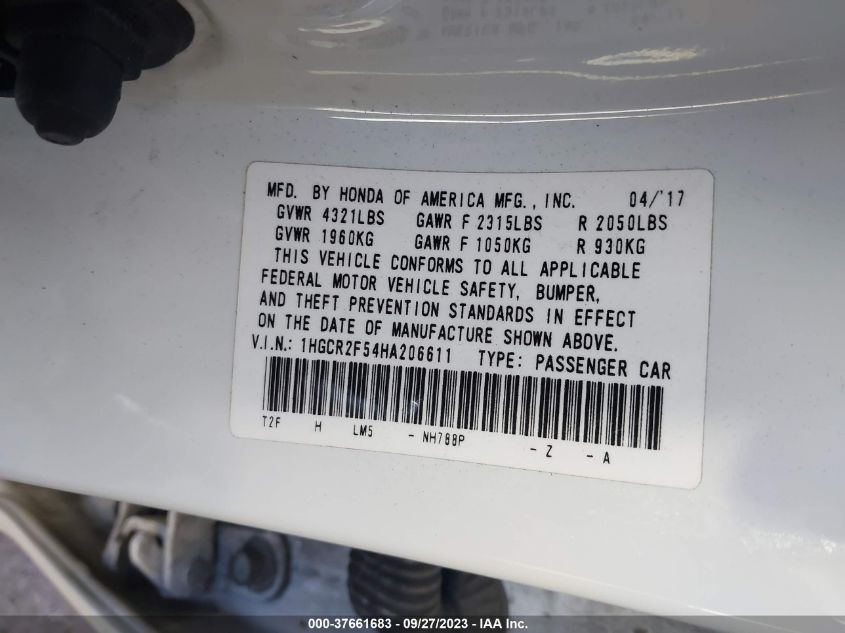 MFD. BY HONDA OF AMERICA MFG., INC. 04/'17
GVWR 4321LBS GAWR F 2315LBS R 2050LBS
GVWR 1960KG GAWR F 1050KG R 930KG
THIS VEHICLE CONFORMS TO ALL APPLICABLE
FEDERAL MOTOR VEHICLE SAFETY, BUMPER,
AND THEFT PREVENTION STANDARDS IN EFFECT
ON THE DATE OF MANUFACTURE SHOWN ABOVE.
V.I.N.: 1HGCR2F54HA206611 TYPE: PASSENGER CAR
T2F H LM5 - NH788P - Z - A
000-37661683 - 09/27/2023 - IAAI.com